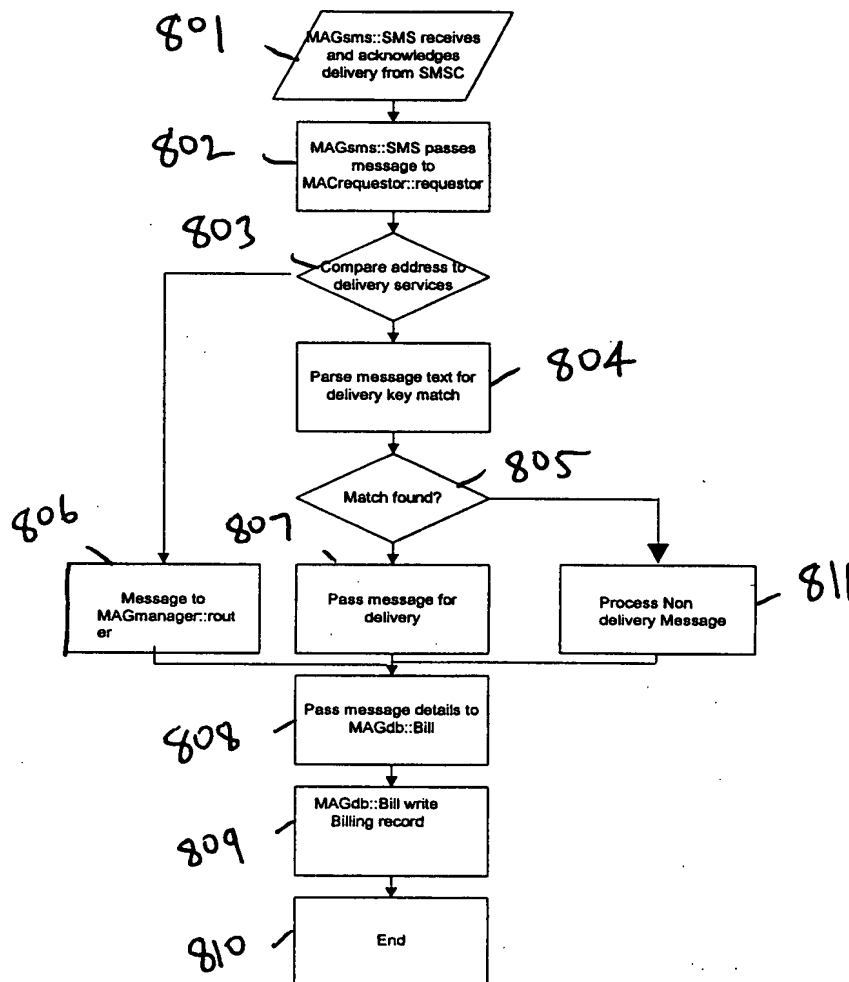 801
MAGsms::SMS receives
and acknowledges
delivery from SMSC
802
MAGsms::SMS passes
message to
MACrequestor::requestor
803
Compare address to
delivery services
Parse message text for
delivery key match
804
Match found?
805
806
Message to
MAGmanager::rout
er
807
Pass message for
delivery
Process Non
delivery Message
811
Pass message details to
MAGdb::Bill
808
MAGdb::Bill write
Billing record
809
End
810